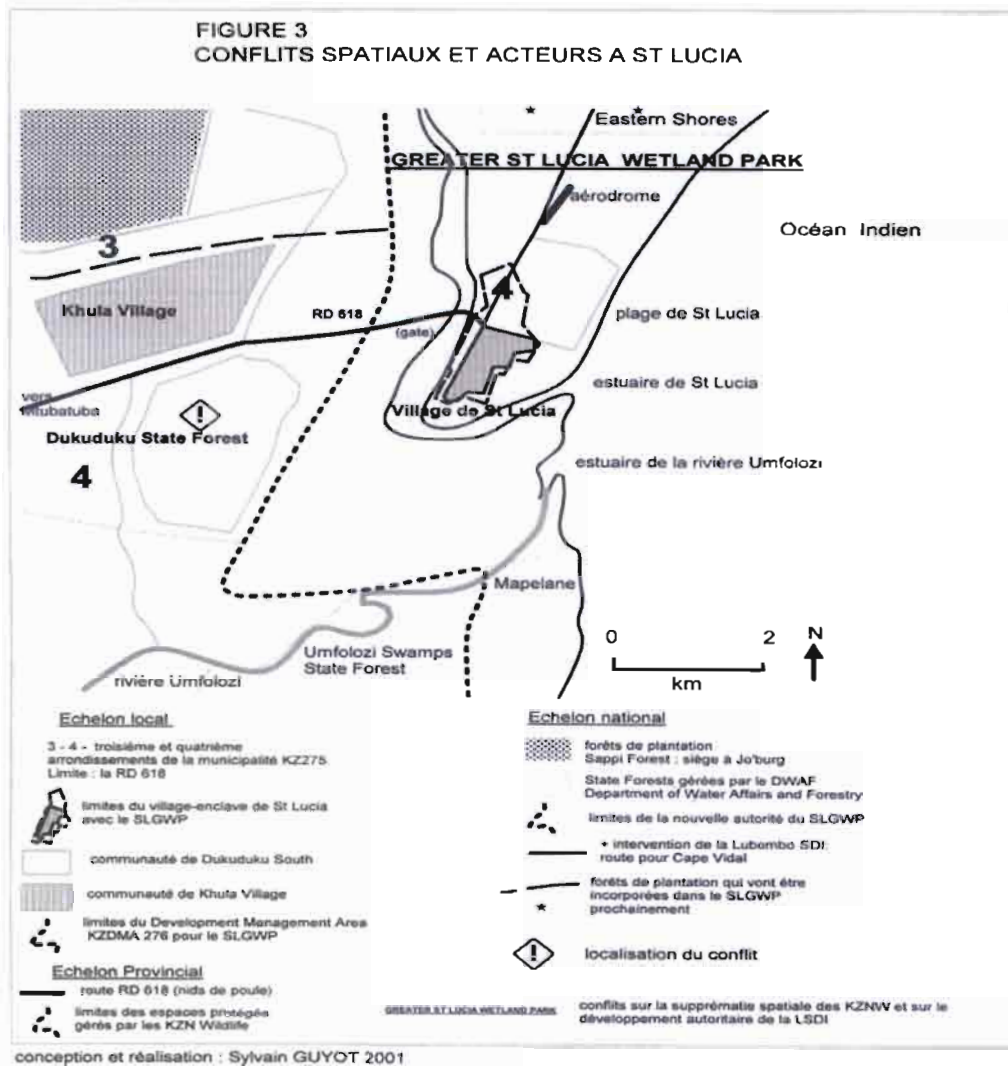 FIGURE 3
CONFLITS SPATIAUX ET ACTEURS A ST LUCIA
Eastern Shores
GREATER ST LUCIA WETLAND PARK
aérodrome
Océan Indien
3
Khula Village
RD 618
(gate)
4
plage de St Lucia
estuaire de St Lucia
vers
Mtubatuba
Village de St Lucia
Dukuduku State Forest
4
estuaire de la rivière Umfolozi
Mapelane
Umfolozi Swamps
State Forest
rivière Umfolozi
0 2
km
N
Echelon local
3 - 4 - troisième et quatrième
arrondissements de la municipalité KZ275
Limite : la RD 618
limites du village-enclave de St Lucia
avec le SLGWP
communauté de Dukuduku South
communauté de Khula Village
limites du Development Management Area
KZDMA 276 pour le SLGWP
Echelon Provincial
route RD 618 (nids de poule)
limites des espaces protégés
gérés par les KZN Wildlife
Echelon national
forêts de plantation
Sappi Forest : siège à Jo'burg
State Forests gérées par le DWAF
Department of Water Affairs and Forestry
limites de la nouvelle autorité du SLGWP
+ intervention de la Lubombo SDI:
route pour Cape Vidal
forêts de plantation qui vont être
incorporées dans le SLGWP
prochainement
localisation du conflit
GREATER ST LUCIA WETLAND PARK
conflits sur la suprématie spatiale des KZNW et sur le
développement autoritaire de la LSDI
conception et réalisation : Sylvain GUYOT 2001